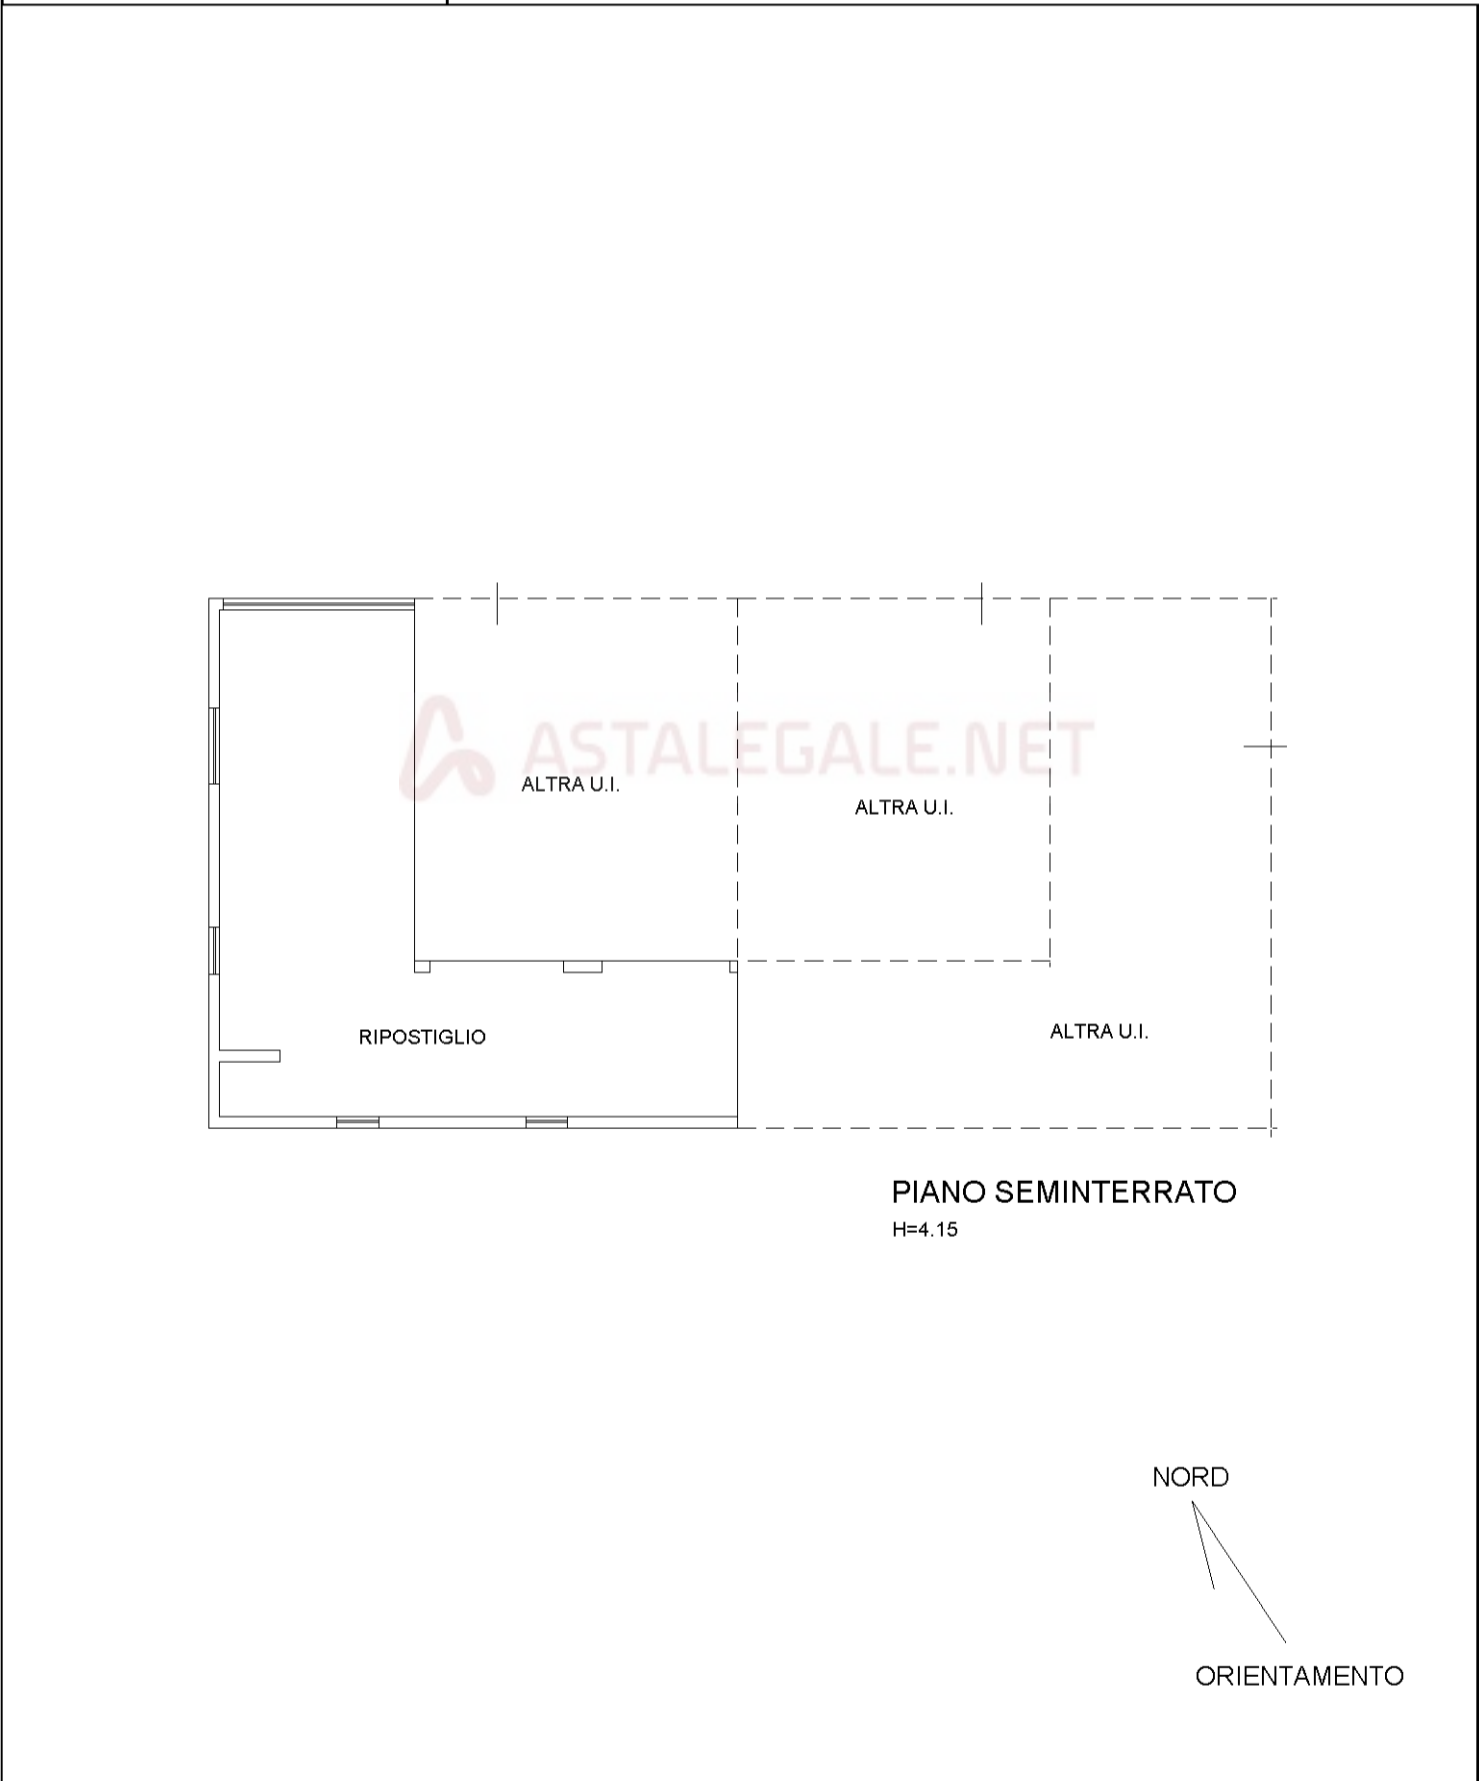 ASTALEGALE.NET
ALTRA U.I.
ALTRA U.I.
RIPOSTIGLIO
ALTRA U.I.
PIANO SEMINTERRATO
H=4.15
NORD
ORIENTAMENTO